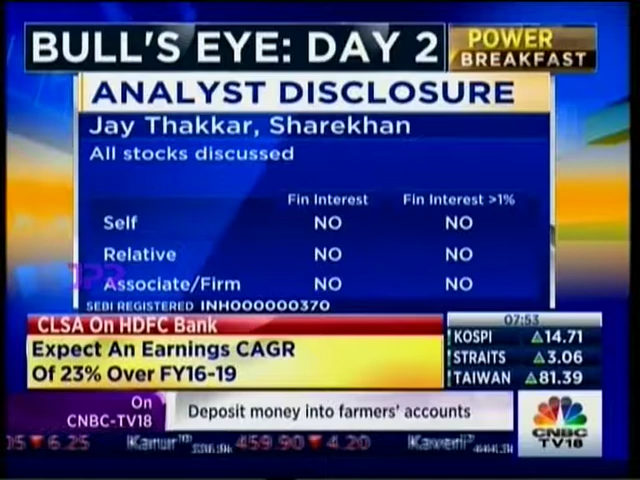 BULL'S EYE: DAY 2
POWER
BREAKFAST
ANALYST DISCLOSURE
Jay Thakkar, Sharekhan
All stocks discussed
Fin Interest Fin Interest >1%
Self NO NO
Relative NO NO
Associate/Firm NO NO
SEBI REGISTERED INH000000370
CLSA On HDFC Bank
Expect An Earnings CAGR
Of 23% Over FY16-19
07:53
KOSPI ▲14.71
STRAITS ▲3.06
TAIWAN ▲81.39
On
CNBC-TV18
Deposit money into farmers' accounts
CNBC
TV18
05 ▼ 6.25 459.90 ▼ 4.20